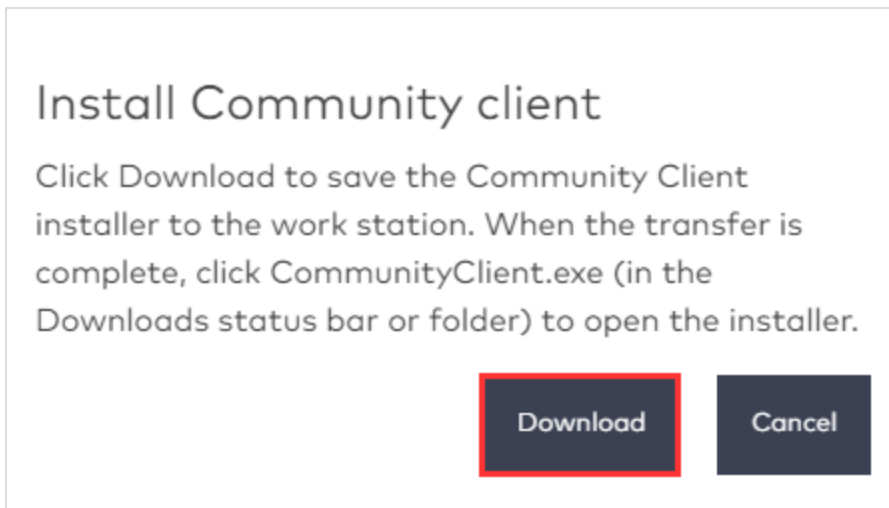 Install Community client
Click Download to save the Community Client
installer to the work station. When the transfer is
complete, click CommunityClient.exe (in the
Downloads status bar or folder) to open the installer.
Download
Cancel